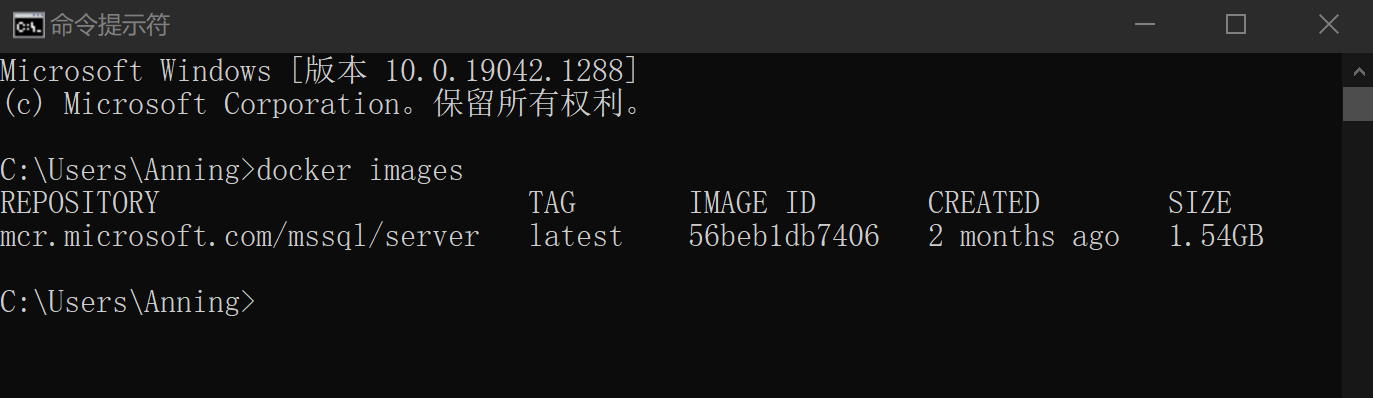 命令提示符
Microsoft Windows [版本 10.0.19042.1288]
(c) Microsoft Corporation。保留所有权利。
C:\Users\Anning>docker images
REPOSITORY TAG IMAGE ID CREATED SIZE
mcr.microsoft.com/mssql/server latest 56beb1db7406 2 months ago 1.54GB
C:\Users\Anning>